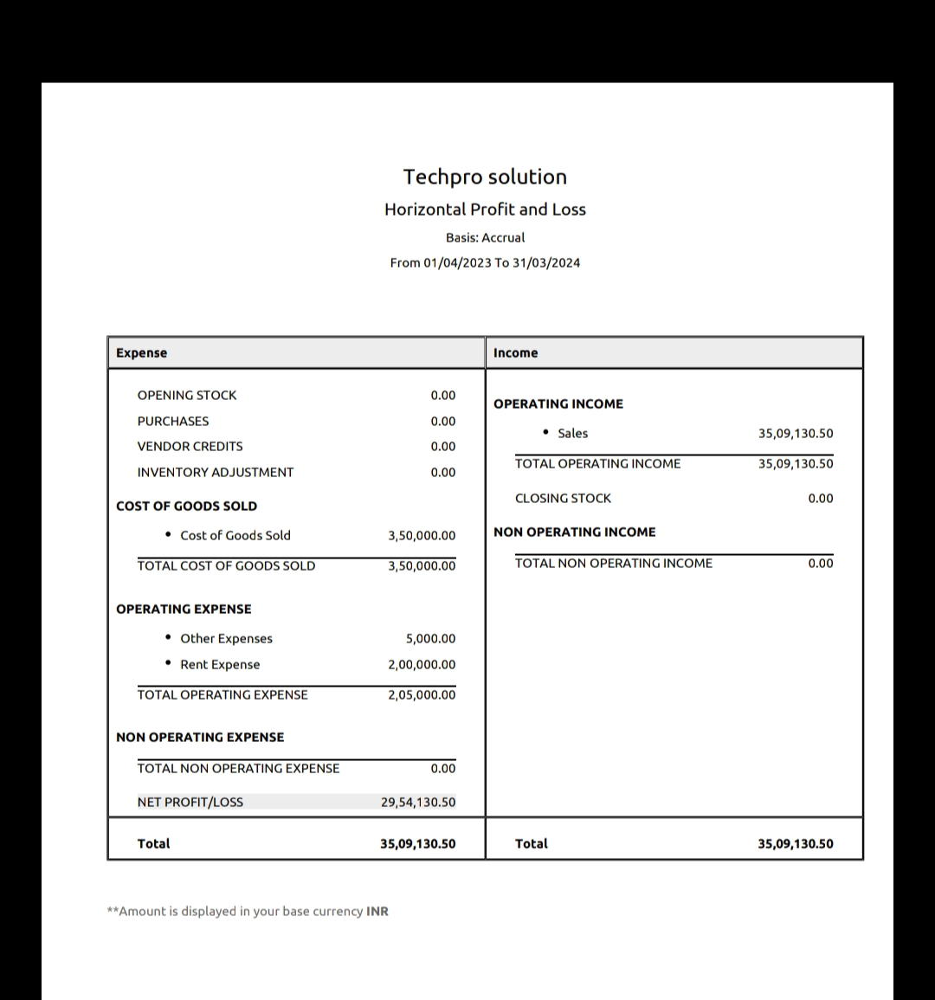 Techpro solution
Horizontal Profit and Loss
Basis: Accrual
From 01/04/2023 To 31/03/2024
Expense
OPENING STOCK 0.00
PURCHASES 0.00
VENDOR CREDITS 0.00
INVENTORY ADJUSTMENT 0.00
COST OF GOODS SOLD
• Cost of Goods Sold 3,50,000.00
TOTAL COST OF GOODS SOLD 3,50,000.00
OPERATING EXPENSE
• Other Expenses 5,000.00
• Rent Expense 2,00,000.00
TOTAL OPERATING EXPENSE 2,05,000.00
NON OPERATING EXPENSE
TOTAL NON OPERATING EXPENSE 0.00
NET PROFIT/LOSS 29,54,130.50
Total 35,09,130.50
Income
OPERATING INCOME
• Sales 35,09,130.50
TOTAL OPERATING INCOME 35,09,130.50
CLOSING STOCK 0.00
NON OPERATING INCOME
TOTAL NON OPERATING INCOME 0.00
Total 35,09,130.50
**Amount is displayed in your base currency INR